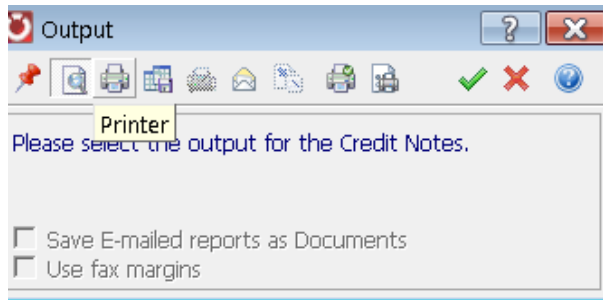 Output
Printer
Please select the output for the Credit Notes.
Save E-mailed reports as Documents
Use fax margins